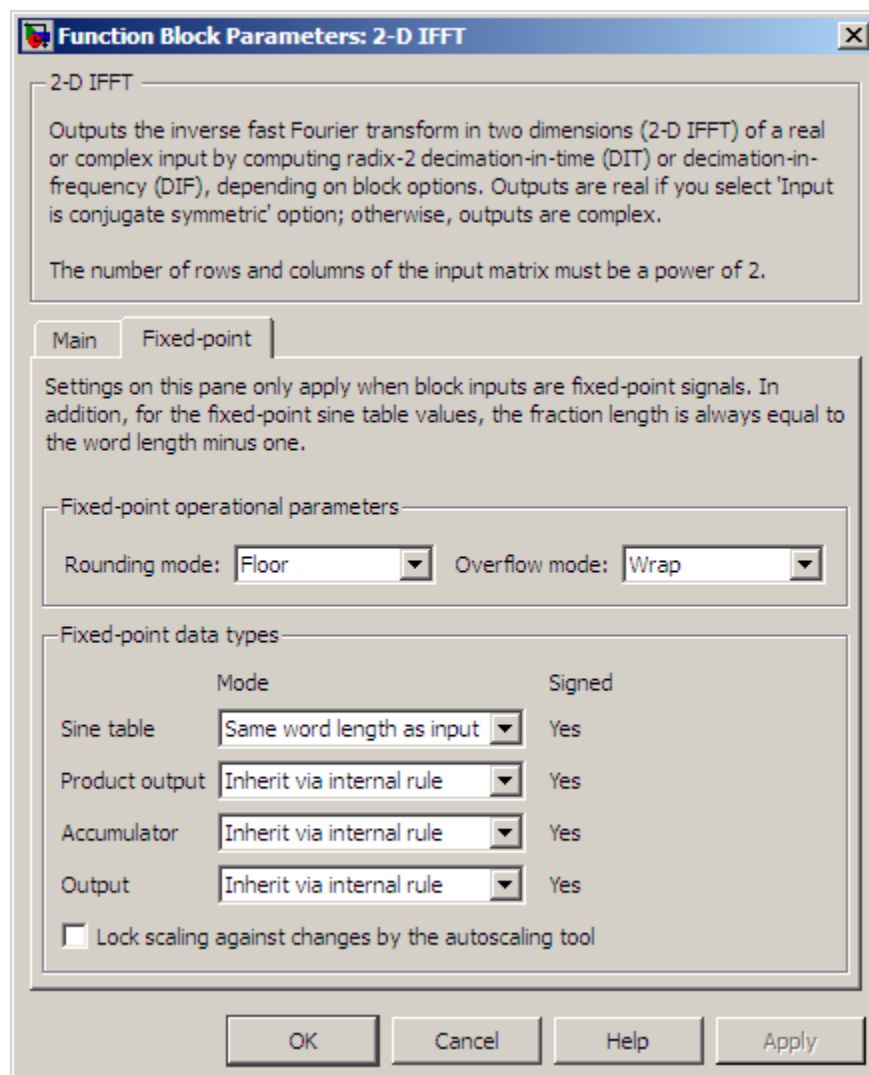 Function Block Parameters: 2-D IFFT
2-D IFFT
Outputs the inverse fast Fourier transform in two dimensions (2-D IFFT) of a real
or complex input by computing radix-2 decimation-in-time (DIT) or decimation-in-
frequency (DIF), depending on block options. Outputs are real if you select 'Input
is conjugate symmetric' option; otherwise, outputs are complex.
The number of rows and columns of the input matrix must be a power of 2.
Main Fixed-point
Settings on this pane only apply when block inputs are fixed-point signals. In
addition, for the fixed-point sine table values, the fraction length is always equal to
the word length minus one.
Fixed-point operational parameters
Rounding mode: Floor Overflow mode: Wrap
Fixed-point data types
Mode Signed
Sine table Same word length as input Yes
Product output Inherit via internal rule Yes
Accumulator Inherit via internal rule Yes
Output Inherit via internal rule Yes
Lock scaling against changes by the autoscaling tool
OK Cancel Help Apply